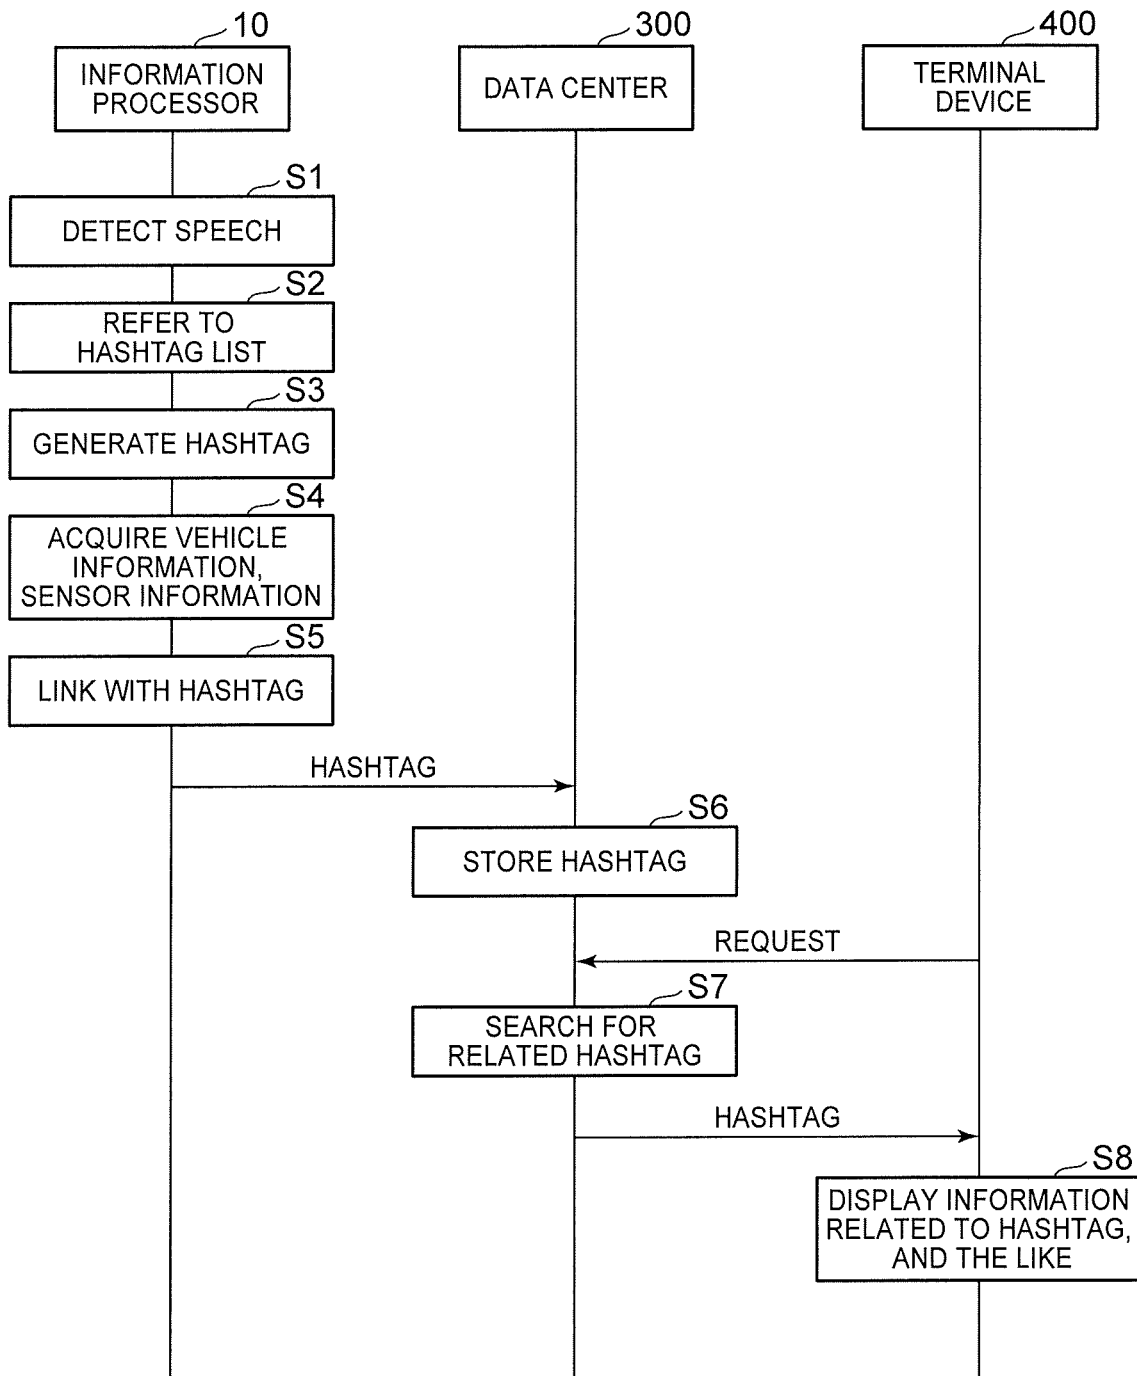 10
300
400
INFORMATION
PROCESSOR
DATA CENTER
TERMINAL
DEVICE
S1
DETECT SPEECH
S2
REFER TO
HASHTAG LIST
S3
GENERATE HASHTAG
S4
ACQUIRE VEHICLE
INFORMATION,
SENSOR INFORMATION
S5
LINK WITH HASHTAG
HASHTAG
S6
STORE HASHTAG
REQUEST
S7
SEARCH FOR
RELATED HASHTAG
HASHTAG
S8
DISPLAY INFORMATION
RELATED TO HASHTAG,
AND THE LIKE